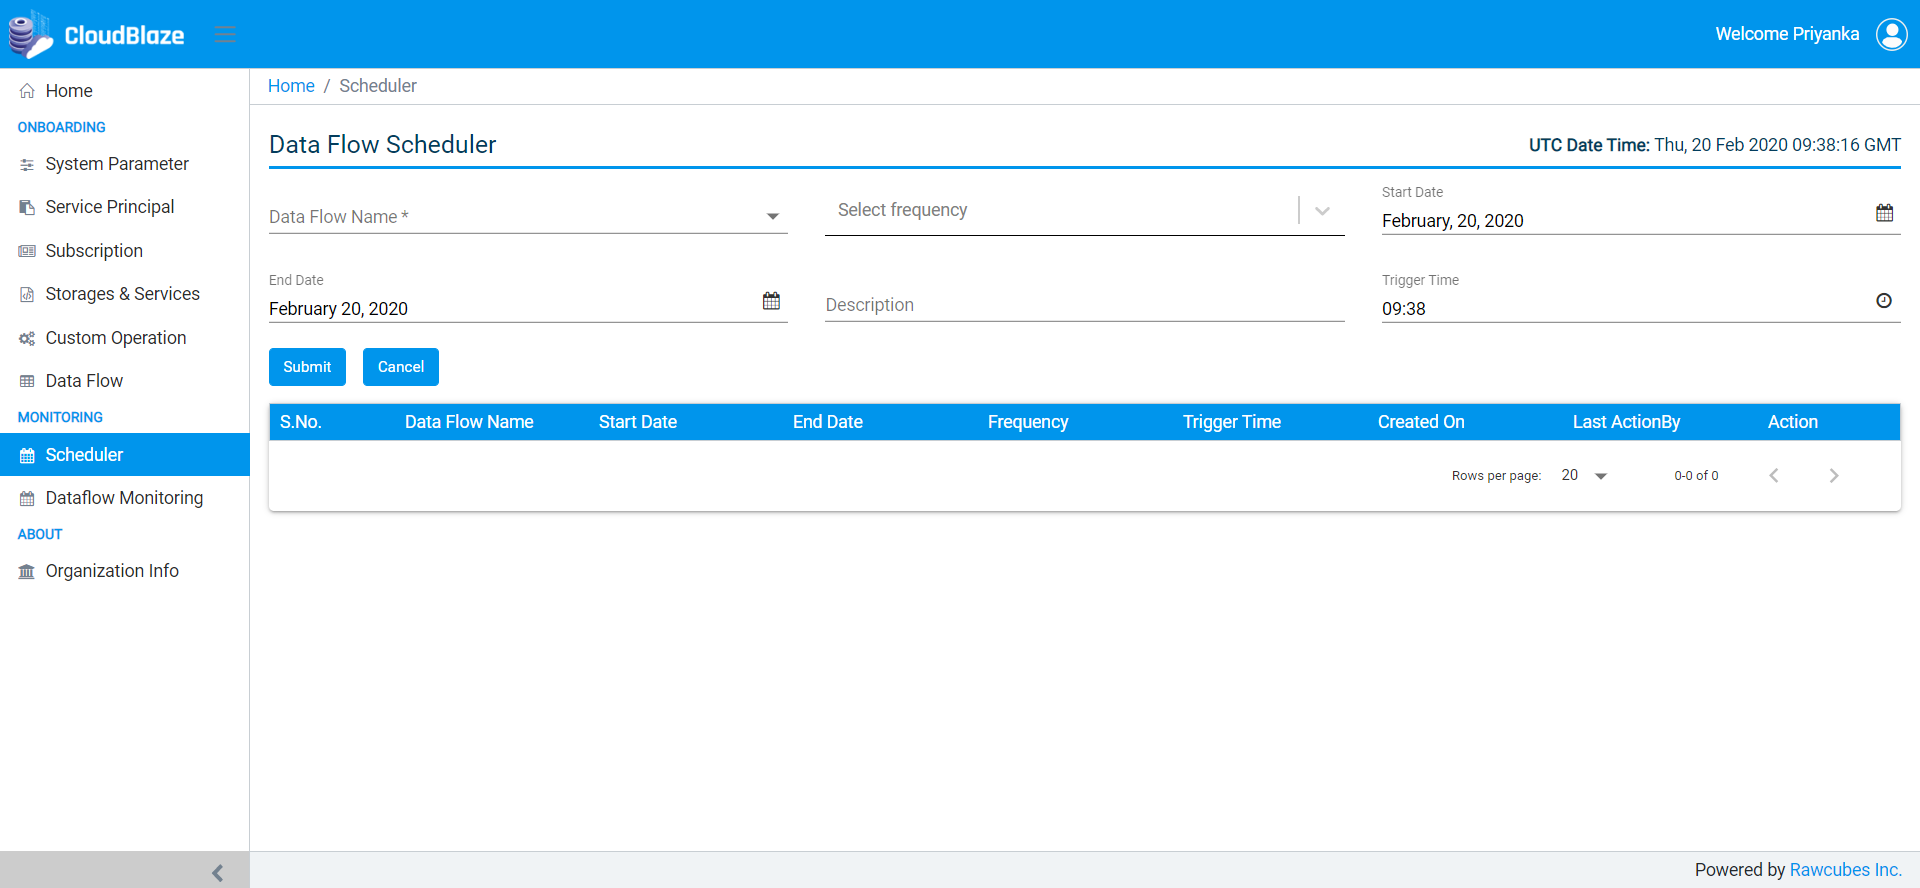 CloudBlaze
Welcome Priyanka
Home
ONBOARDING
System Parameter
Service Principal
Subscription
Storages & Services
Custom Operation
Data Flow
MONITORING
Scheduler
Dataflow Monitoring
ABOUT
Organization Info
Home / Scheduler
Data Flow Scheduler
UTC Date Time: Thu, 20 Feb 2020 09:38:16 GMT
Data Flow Name *
Select frequency
Start Date
February, 20, 2020
End Date
February 20, 2020
Description
Trigger Time
09:38
Submit Cancel
S.No. Data Flow Name Start Date End Date Frequency Trigger Time Created On Last ActionBy Action
Rows per page: 20 0-0 of 0
Powered by Rawcubes Inc.